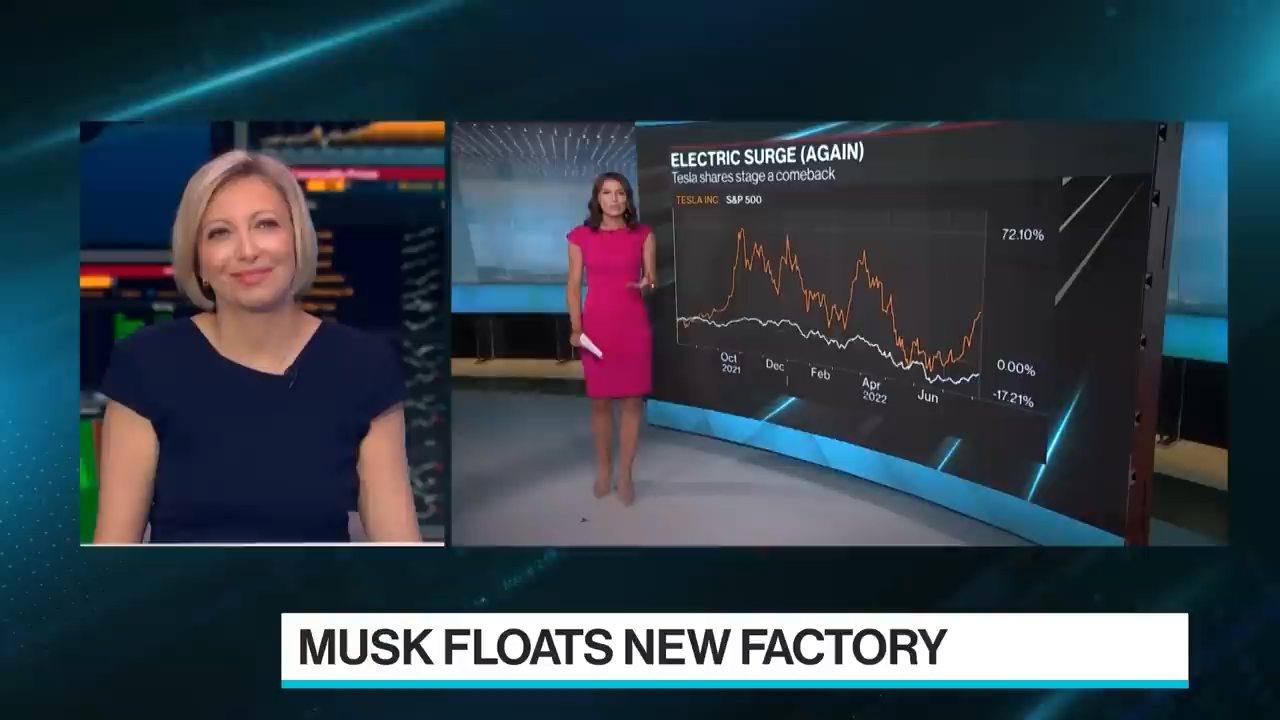 ELECTRIC SURGE (AGAIN)
Tesla shares stage a comeback
TESLA INC S&P 500
72.10%
0.00%
-17.21%
Oct Dec Feb Apr Jun
2021 2022
MUSK FLOATS NEW FACTORY